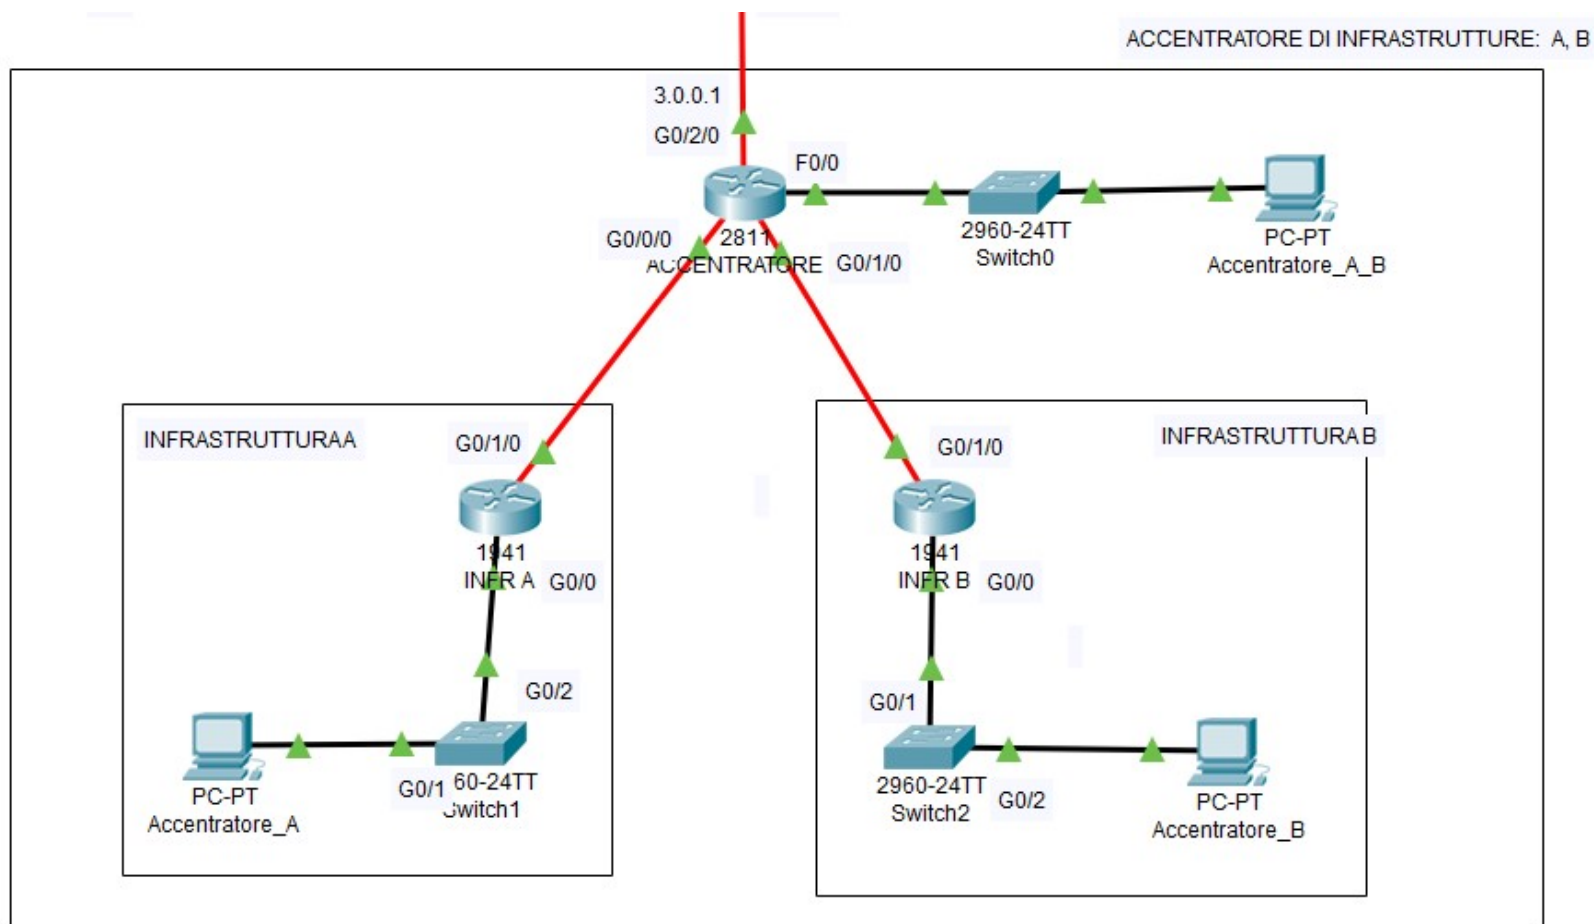 ACCENTRATORE DI INFRASTRUTTURE: A, B
3.0.0.1
G0/2/0
F0/0
G0/0/0
2811
ACCENTRATORE
G0/1/0
2960-24TT
Switch0
PC-PT
Accentratore_A_B
INFRASTRUTTURA A
G0/1/0
1941
INFR A
G0/0
G0/2
G0/1
60-24TT
Switch1
PC-PT
Accentratore_A
INFRASTRUTTURA B
G0/1/0
1941
INFR B
G0/0
G0/1
2960-24TT
Switch2
G0/2
PC-PT
Accentratore_B